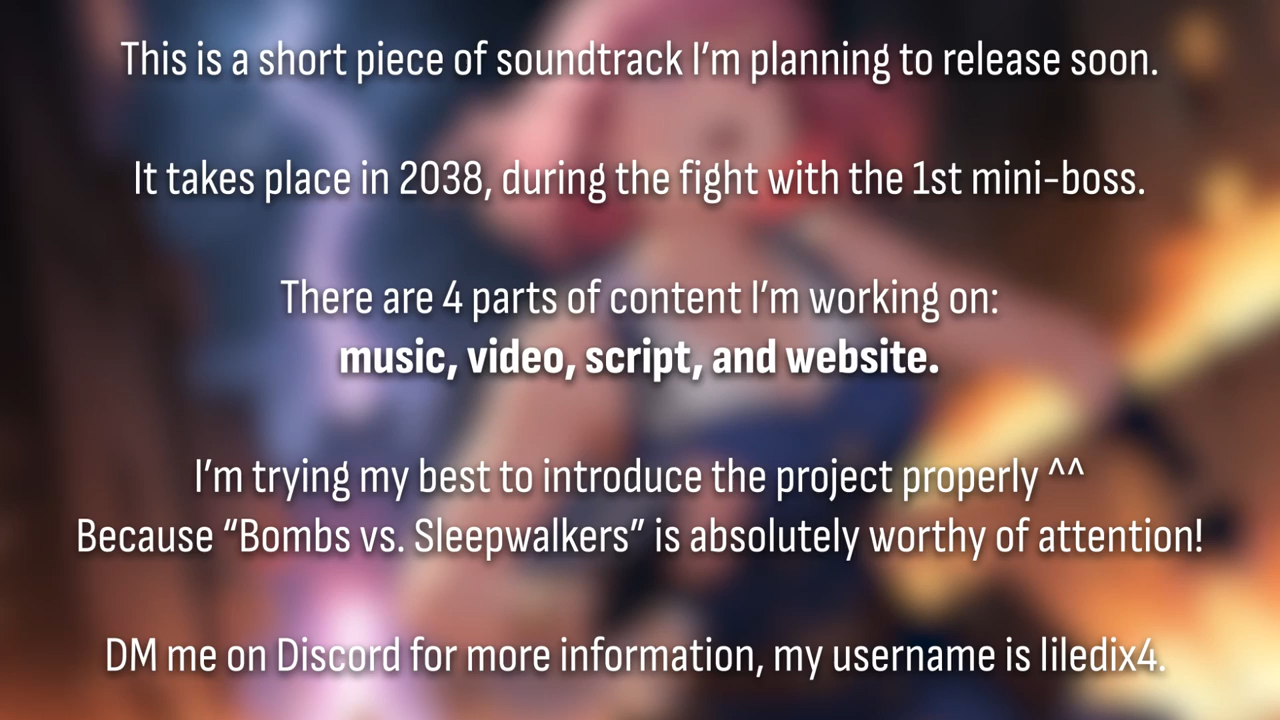 This is a short piece of soundtrack I’m planning to release soon.
It takes place in 2038, during the fight with the 1st mini-boss.
There are 4 parts of content I’m working on:
music, video, script, and website.
I’m trying my best to introduce the project properly ^^
Because “Bombs vs. Sleepwalkers” is absolutely worthy of attention!
DM me on Discord for more information, my username is liledix4.